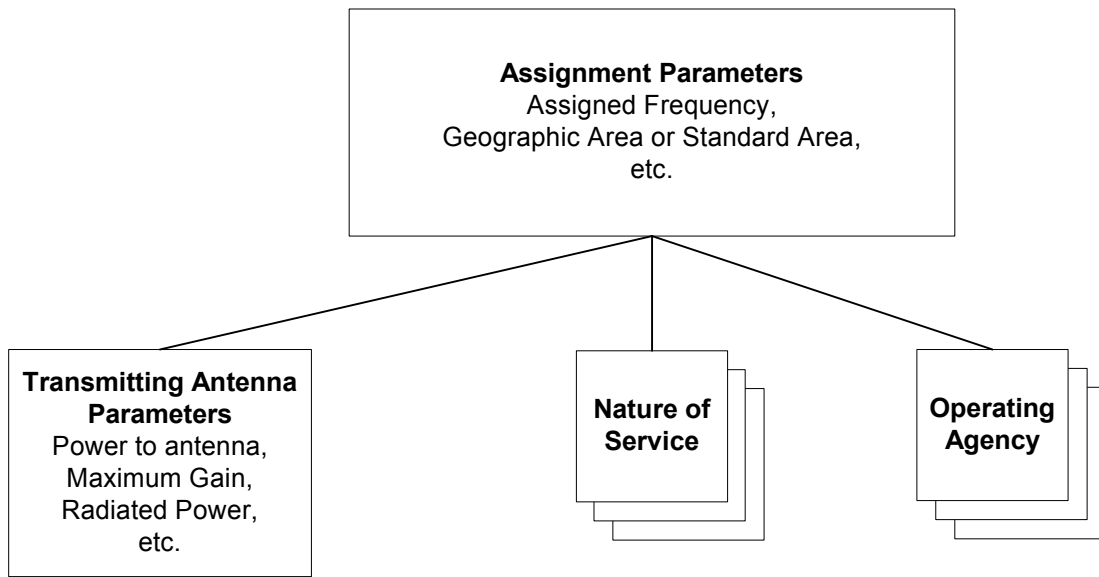 Assignment Parameters
Assigned Frequency,
Geographic Area or Standard Area,
etc.
Transmitting Antenna
Parameters
Power to antenna,
Maximum Gain,
Radiated Power,
etc.
Nature of
Service
Operating
Agency